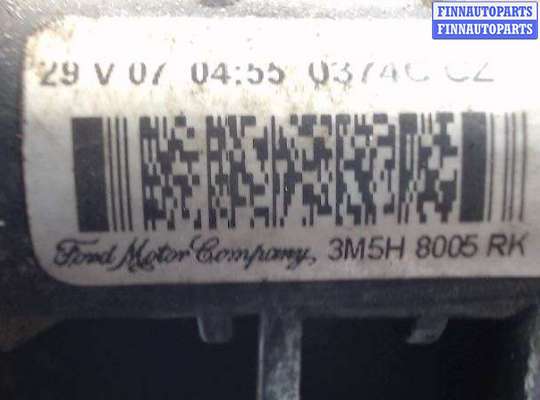 FINNAUTOPARTS
FINNAUTOPARTS
29 V 07 04:55 0374C CZ
Ford Motor Company, 3M5H 8005 RK